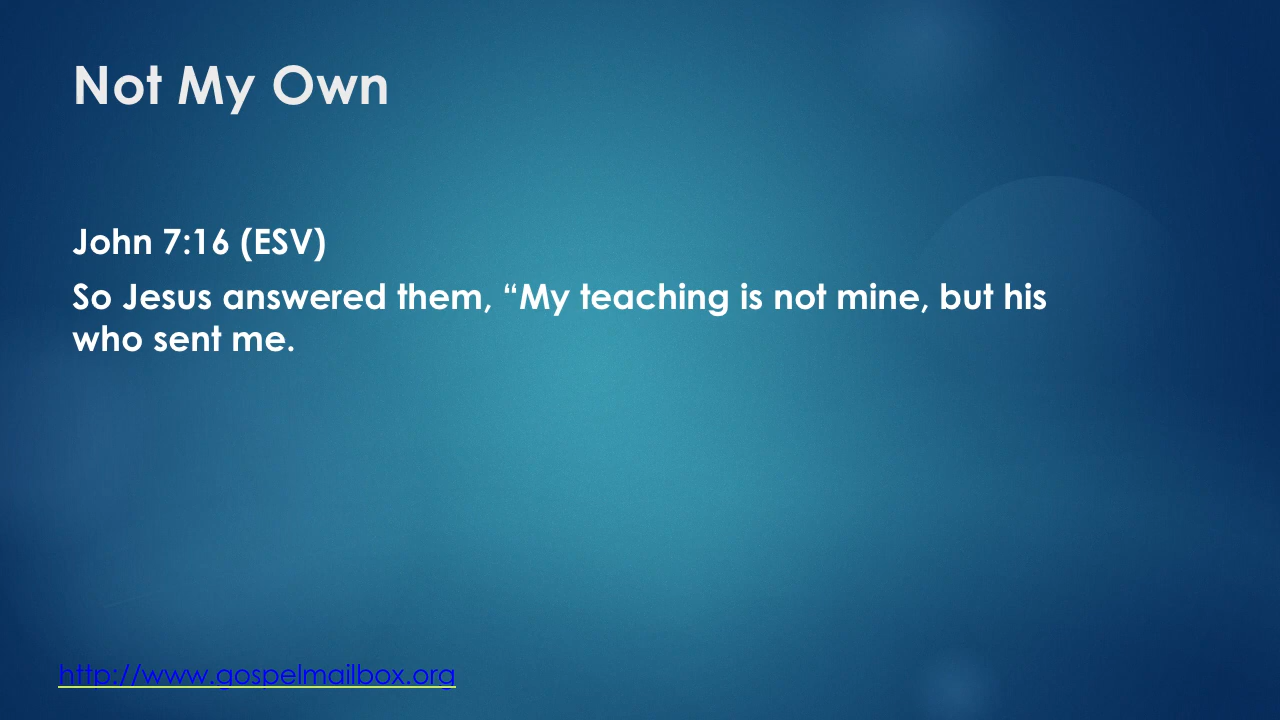 Not My Own
John 7:16 (ESV)
So Jesus answered them, “My teaching is not mine, but his
who sent me.
http://www.gospelmailbox.org